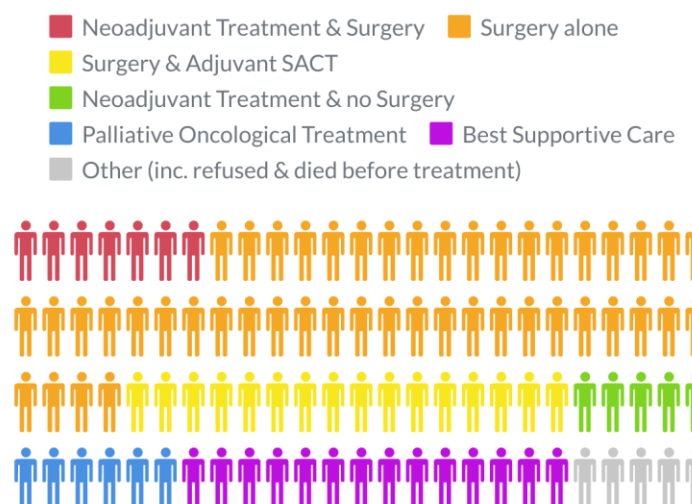 Neoadjuvant Treatment & Surgery Surgery alone
Surgery & Adjuvant SACT
Neoadjuvant Treatment & no Surgery
Palliative Oncological Treatment Best Supportive Care
Other (inc. refused & died before treatment)